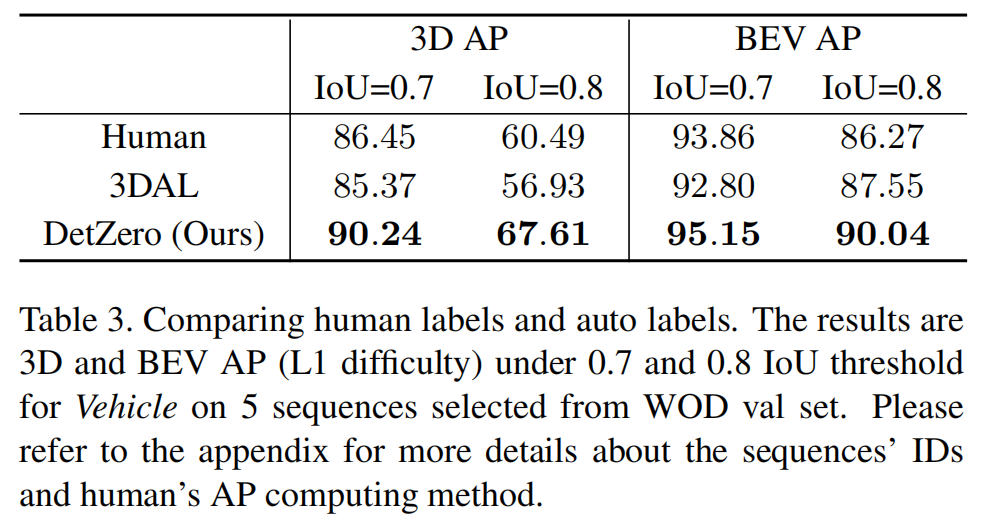 3D AP BEV AP
IoU=0.7 IoU=0.8 IoU=0.7 IoU=0.8
Human 86.45 60.49 93.86 86.27
3DAL 85.37 56.93 92.80 87.55
DetZero (Ours) 90.24 67.61 95.15 90.04
Table 3. Comparing human labels and auto labels. The results are
3D and BEV AP (L1 difficulty) under 0.7 and 0.8 IoU threshold
for Vehicle on 5 sequences selected from WOD val set. Please
refer to the appendix for more details about the sequences' IDs
and human's AP computing method.